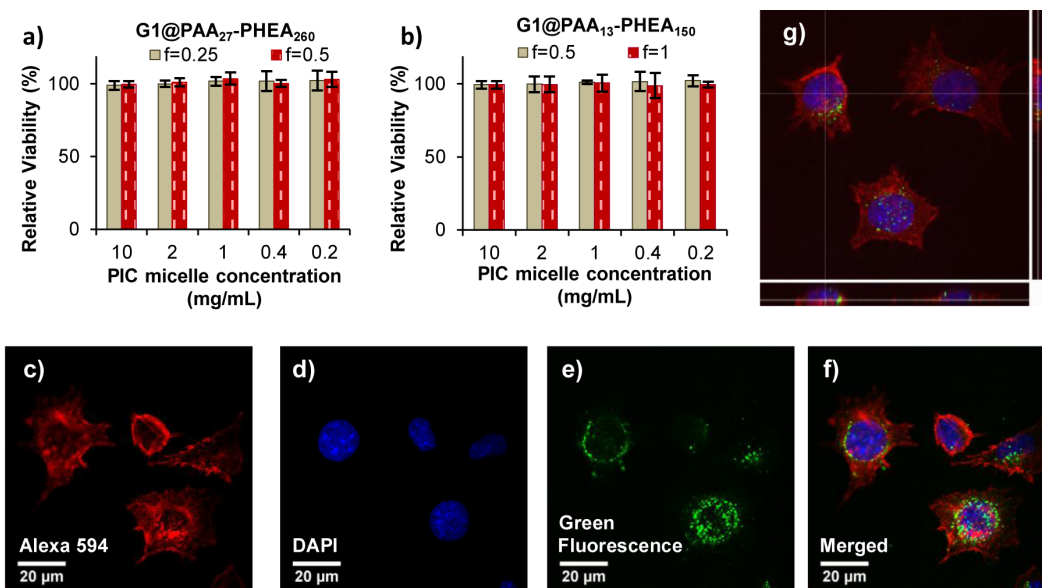 a)
G1@PAA27-PHEA260
f=0.25 f=0.5
Relative Viability (%)
100
50
0
10 2 1 0.4 0.2
PIC micelle concentration
(mg/mL)
b)
G1@PAA13-PHEA150
f=0.5 f=1
Relative Viability (%)
100
50
0
10 2 1 0.4 0.2
PIC micelle concentration
(mg/mL)
g)
c)
Alexa 594
20 µm
d)
DAPI
20 µm
e)
Green
Fluorescence
20 µm
f)
Merged
20 µm